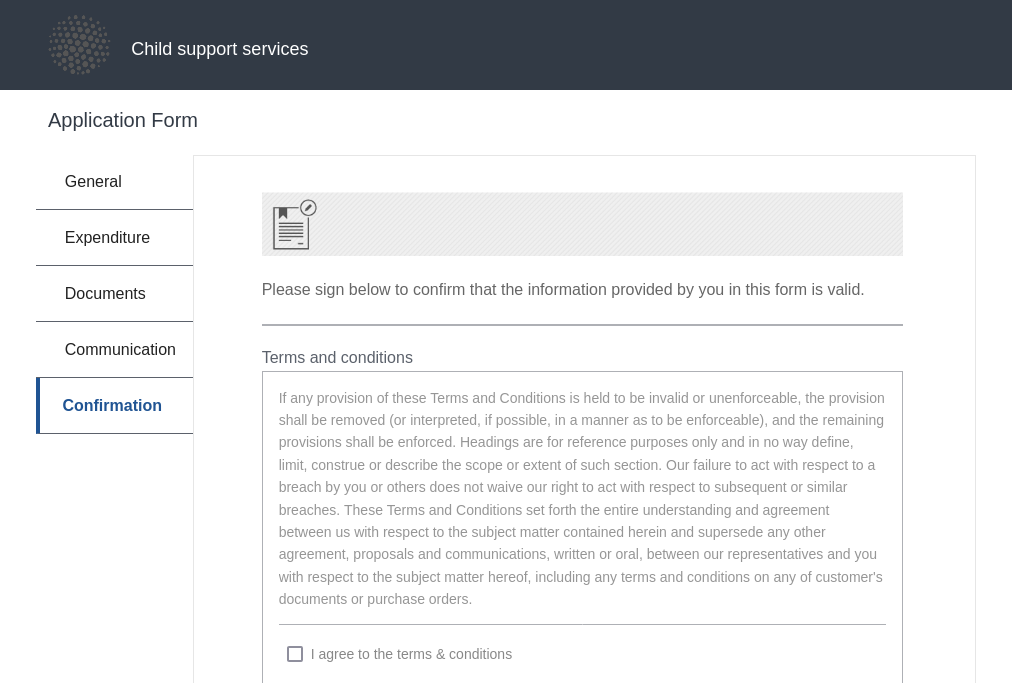 Child support services
Application Form
General
Expenditure
Documents
Communication
Confirmation
Please sign below to confirm that the information provided by you in this form is valid.
Terms and conditions
If any provision of these Terms and Conditions is held to be invalid or unenforceable, the provision
shall be removed (or interpreted, if possible, in a manner as to be enforceable), and the remaining
provisions shall be enforced. Headings are for reference purposes only and in no way define,
limit, construe or describe the scope or extent of such section. Our failure to act with respect to a
breach by you or others does not waive our right to act with respect to subsequent or similar
breaches. These Terms and Conditions set forth the entire understanding and agreement
between us with respect to the subject matter contained herein and supersede any other
agreement, proposals and communications, written or oral, between our representatives and you
with respect to the subject matter hereof, including any terms and conditions on any of customer's
documents or purchase orders.
I agree to the terms & conditions